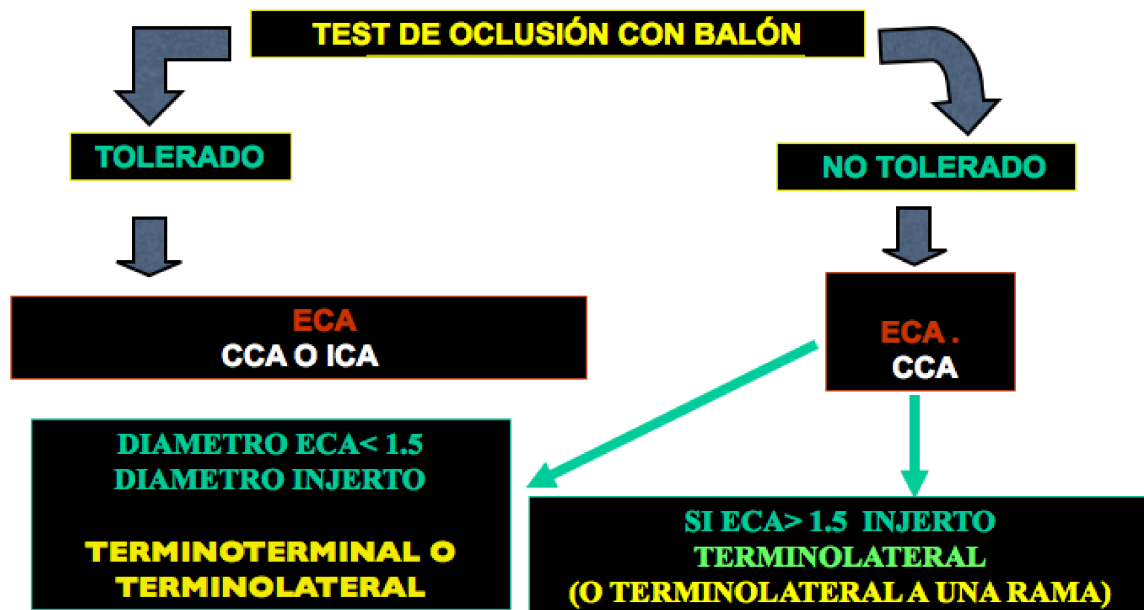 TEST DE OCLUSIÓN CON BALÓN
TOLERADO
NO TOLERADO
ECA
CCA O ICA
ECA .
CCA
DIAMETRO ECA< 1.5
DIAMETRO INJERTO
TERMINOTERMINAL O
TERMINOLATERAL
SI ECA> 1.5 INJERTO
TERMINOLATERAL
(O TERMINOLATERAL A UNA RAMA)